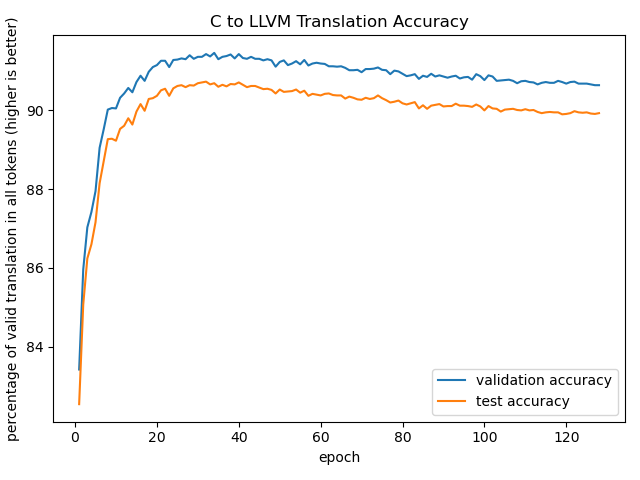 C to LLVM Translation Accuracy
percentage of valid translation in all tokens (higher is better)
90
88
86
84
validation accuracy
test accuracy
0 20 40 60 80 100 120
epoch